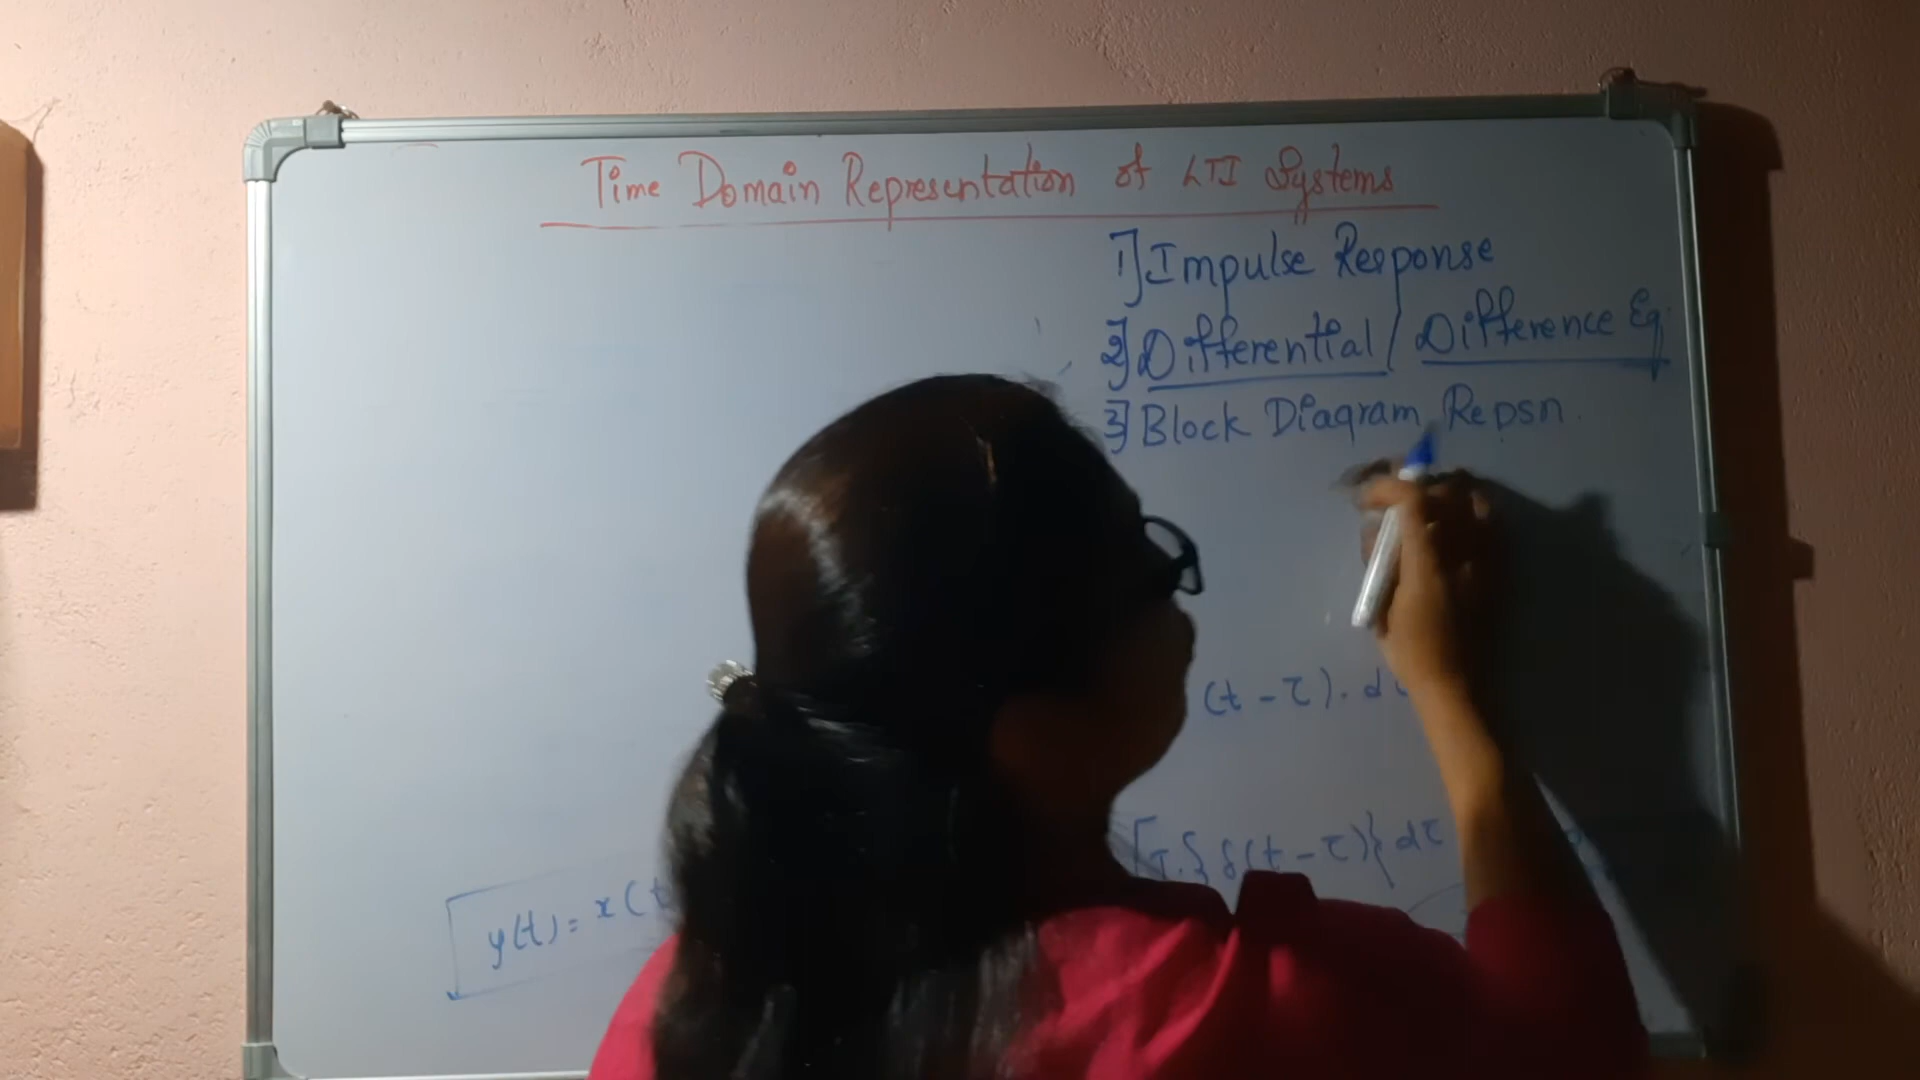 Time Domain Representation of LTI Systems
1] Impulse Response
2] Differential / Difference Eq.
3] Block Diagram Repsn.
(t - τ). d
T.{δ(t - τ)} dτ
y(t) = x(t